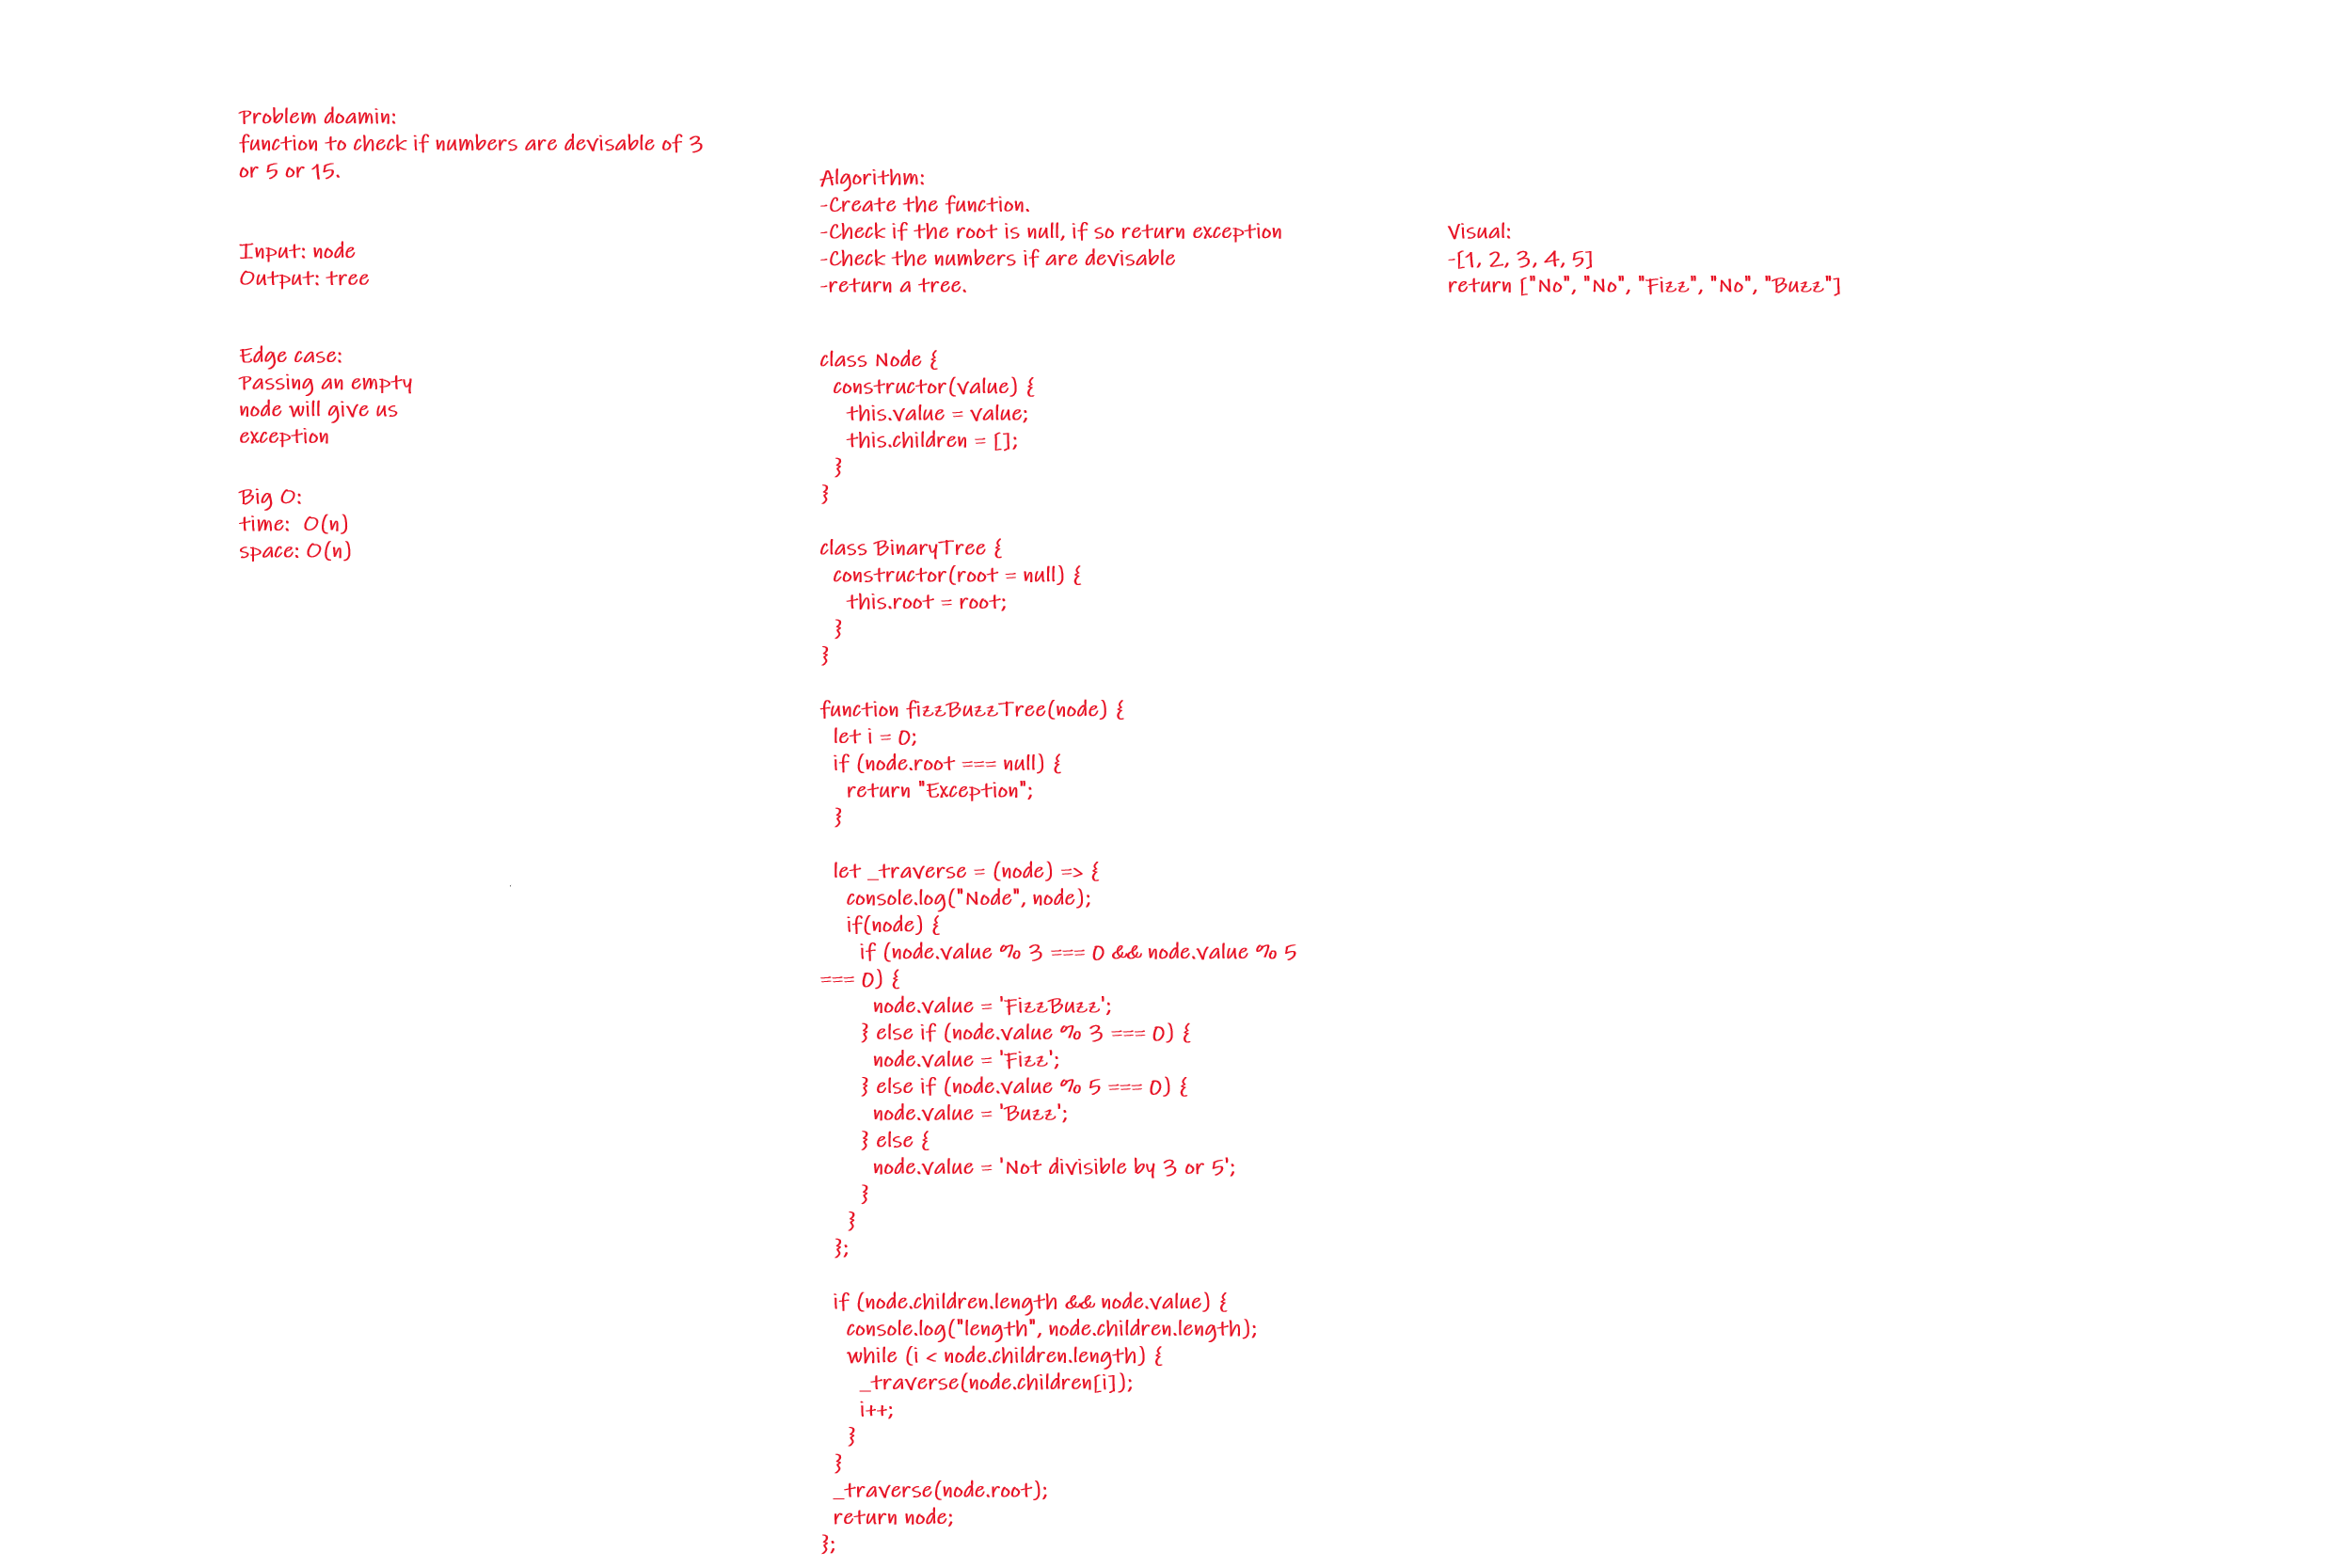 Problem doamin:
function to check if numbers are devisable of 3
or 5 or 15.
Input: node
Output: tree
Edge case:
Passing an empty
node will give us
exception
Big O:
time:  O(n)
space: O(n)
Algorithm:
-Create the function.
-Check if the root is null, if so return exception
-Check the numbers if are devisable
-return a tree.
class Node {
  constructor(value) {
    this.value = value;
    this.children = [];
  }
}
class BinaryTree {
  constructor(root = null) {
    this.root = root;
  }
}
function fizzBuzzTree(node) {
  let i = 0;
  if (node.root === null) {
    return "Exception";
  }
  let _traverse = (node) => {
    console.log("Node", node);
    if(node) {
      if (node.value % 3 === 0 && node.value % 5
=== 0) {
        node.value = 'FizzBuzz';
      } else if (node.value % 3 === 0) {
        node.value = 'Fizz';
      } else if (node.value % 5 === 0) {
        node.value = 'Buzz';
      } else {
        node.value = 'Not divisible by 3 or 5';
      }
    }
  };
  if (node.children.length && node.value) {
    console.log("length", node.children.length);
    while (i < node.children.length) {
      _traverse(node.children[i]);
      i++;
    }
  }
  _traverse(node.root);
  return node;
};
Visual:
-[1, 2, 3, 4, 5]
return ["No", "No", "Fizz", "No", "Buzz"]